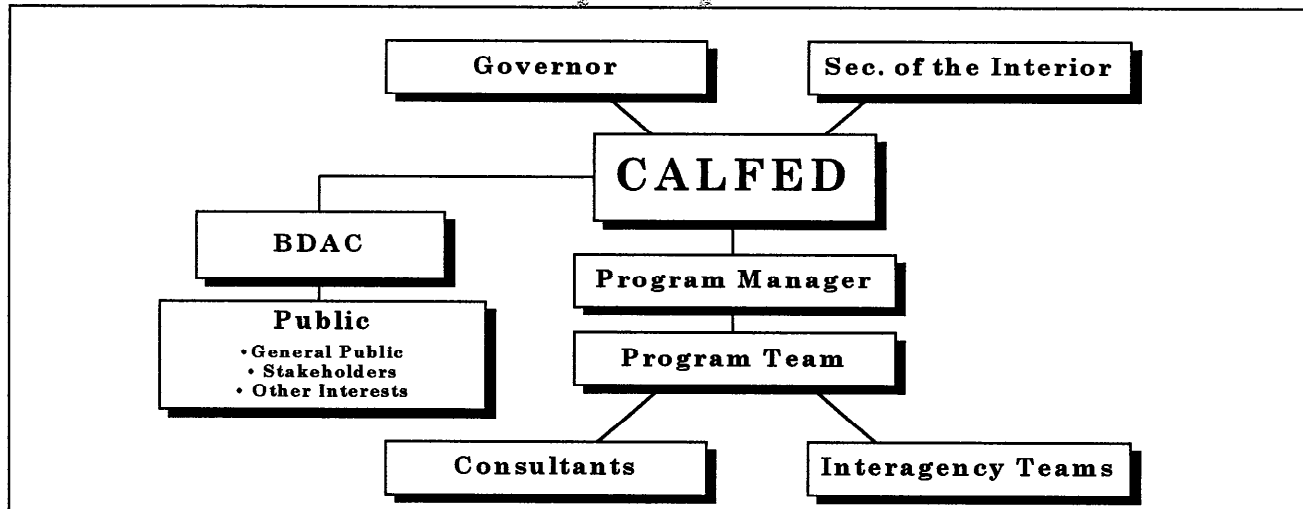 Governor
Sec. of the Interior
CALFED
BDAC
Program Manager
Public
• General Public
• Stakeholders
• Other Interests
Program Team
Consultants
Interagency Teams